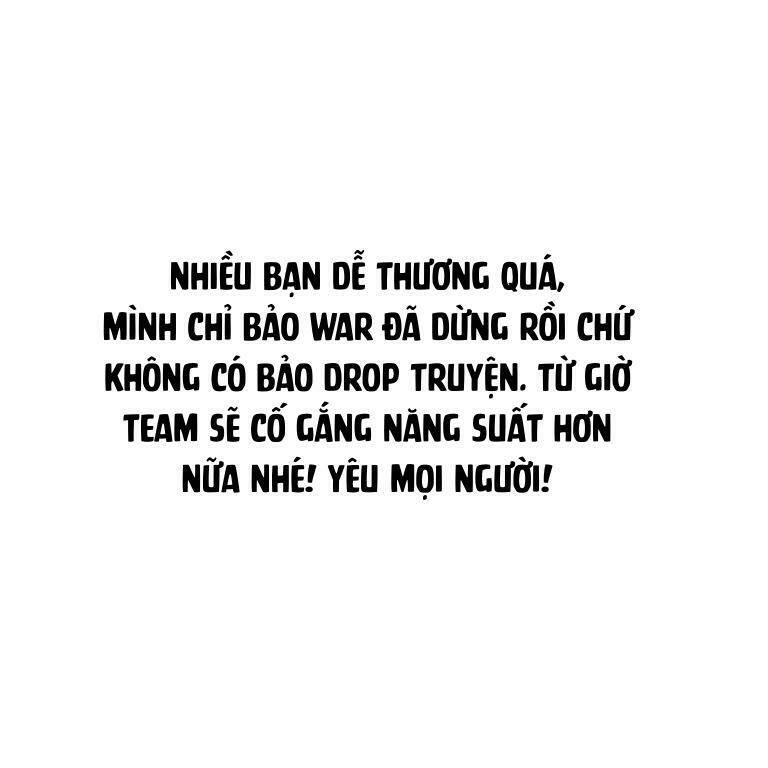 NHIỀU BẠN DỄ THƯƠNG QUÁ,
MÌNH CHỈ BẢO WAR ĐÃ DỪNG RỒI CHỨ
KHÔNG CÓ BẢO DROP TRUYỆN. TỪ GIỜ
TEAM SẼ CỐ GẮNG NĂNG SUẤT HƠN
NỮA NHÉ! YÊU MỌI NGƯỜI!